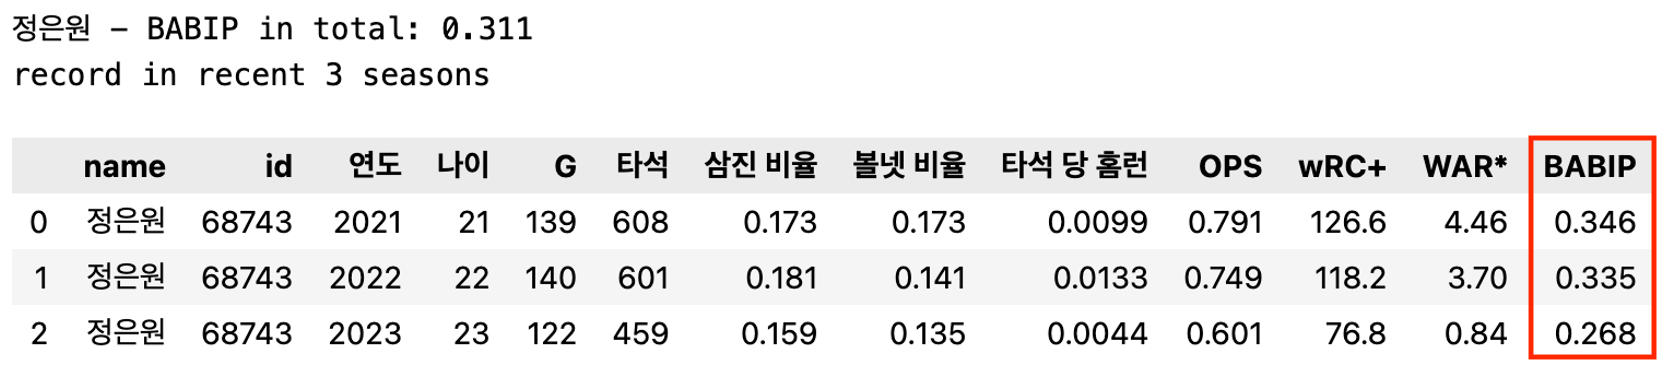 정은원 - BABIP in total: 0.311
record in recent 3 seasons
name id 연도 나이 G 타석 삼진 비율 볼넷 비율 타석 당 홈런 OPS wRC+ WAR* BABIP
0 정은원 68743 2021 21 139 608 0.173 0.173 0.0099 0.791 126.6 4.46 0.346
1 정은원 68743 2022 22 140 601 0.181 0.141 0.0133 0.749 118.2 3.70 0.335
2 정은원 68743 2023 23 122 459 0.159 0.135 0.0044 0.601 76.8 0.84 0.268